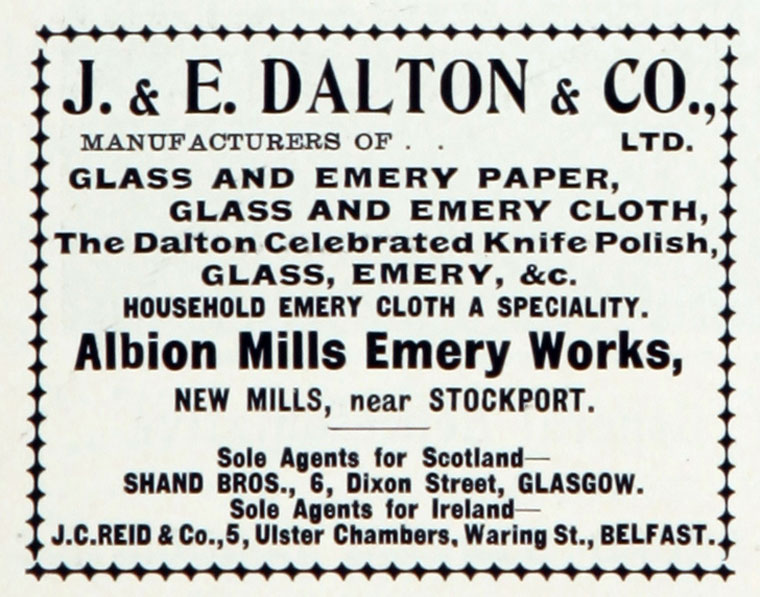 J. & E. DALTON & CO.,
MANUFACTURERS OF . . LTD.
GLASS AND EMERY PAPER,
GLASS AND EMERY CLOTH,
The Dalton Celebrated Knife Polish,
GLASS, EMERY, &c.
HOUSEHOLD EMERY CLOTH A SPECIALITY.
Albion Mills Emery Works,
NEW MILLS, near STOCKPORT.
Sole Agents for Scotland—
SHAND BROS., 6, Dixon Street, GLASGOW.
Sole Agents for Ireland—
J.C.REID & Co., 5, Ulster Chambers, Waring St., BELFAST.